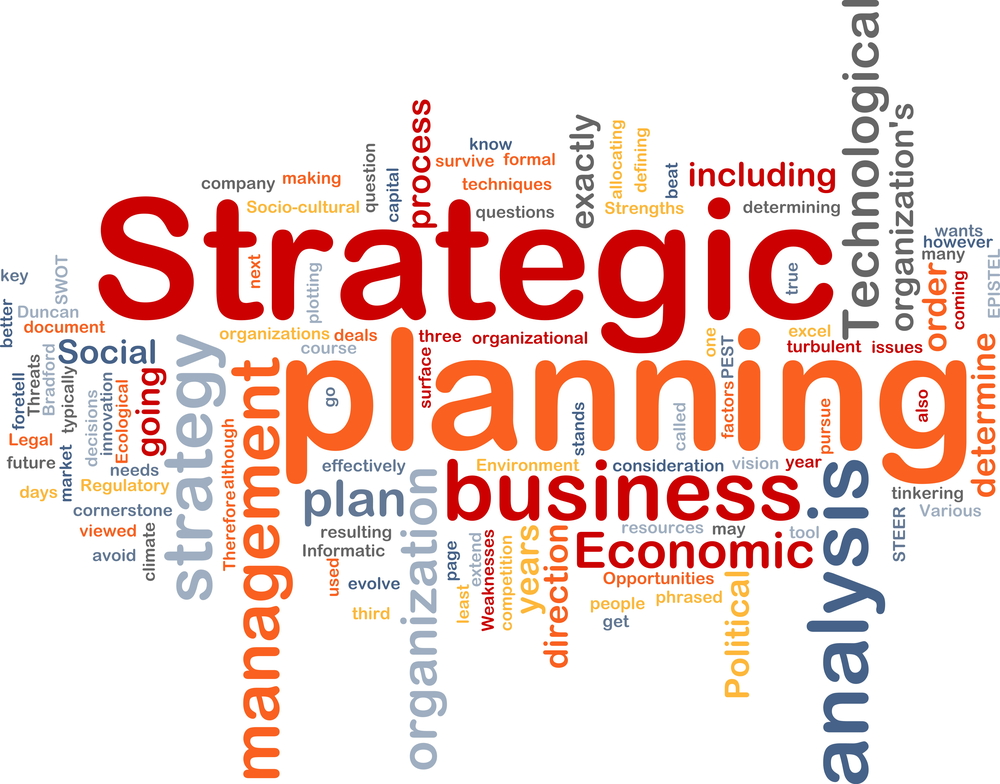 Technological
process
know
exactly
allocating
defining
survive formal
question
beat
including
company
making
capital
techniques
organization's
Socio-cultural
questions
Strengths
determining
Strategic
wants
however
many
next
plotting
true
key
SWOT
EPISTEL
order
coming
better
Duncan
document
organizations
deals
three
organizational
one
excel
course
turbulent
issues
Social
strategy
surface
PEST
determine
foretell
Threats
Bradford
typically
decisions
innovation
Ecological
going
management
planning
go
stands
called
factors
pursue
also
Legal
Thereforealthough
future
market
needs
effectively
Environment
consideration
vision
year
days
Regulatory
plan
organization
business
analysis
tinkering
cornerstone
Various
viewed
resulting
resources
may
tool
STEER
avoid
climate
Informatic
page
extend
Weaknesses
competition
years
direction
Economic
used
evolve
least
Opportunities
Political
third
people
phrased
get